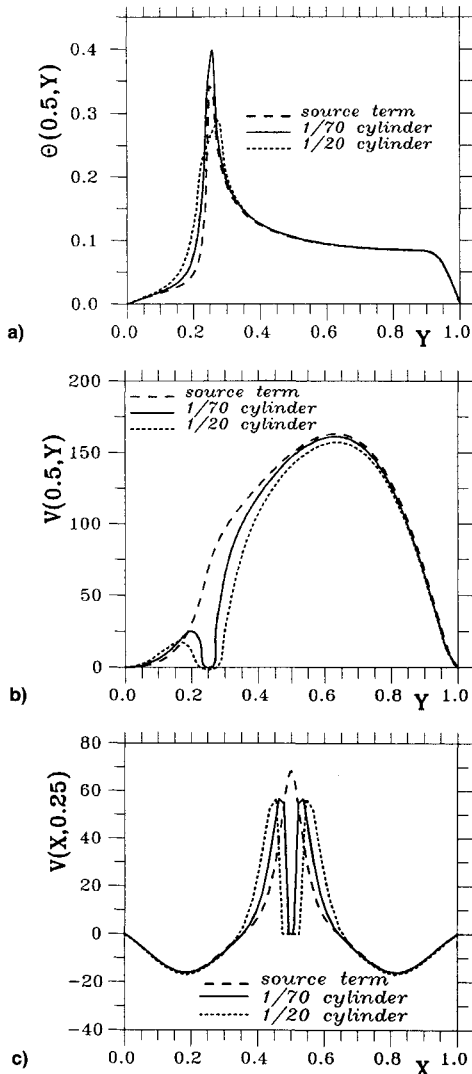 0.4
0.3
0.2
0.1
0.0
Θ(0.5,Y)
source term
1/70 cylinder
1/20 cylinder
0.0 0.2 0.4 0.6 0.8 1.0
Y
a)
200
150
100
50
0
V(0.5,Y)
source term
1/70 cylinder
1/20 cylinder
0.0 0.2 0.4 0.6 0.8 1.0
Y
b)
80
60
40
20
0
-20
-40
V(X,0.25)
source term
1/70 cylinder
1/20 cylinder
0.0 0.2 0.4 0.6 0.8 1.0
X
c)